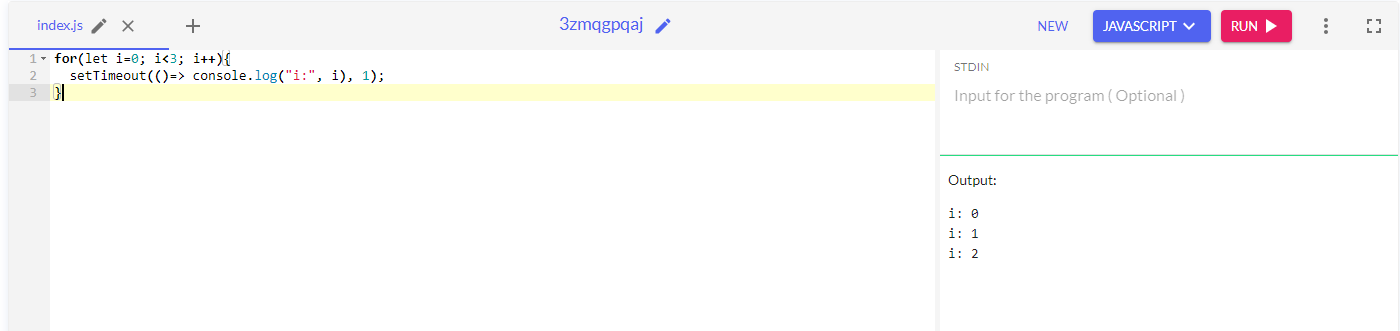 index.js
3zmqgpqaj
NEW
JAVASCRIPT
RUN
1 for(let i=0; i<3; i++){
2   setTimeout(()=> console.log("i:", i), 1);
3 }
STDIN
Input for the program ( Optional )
Output:
i: 0
i: 1
i: 2